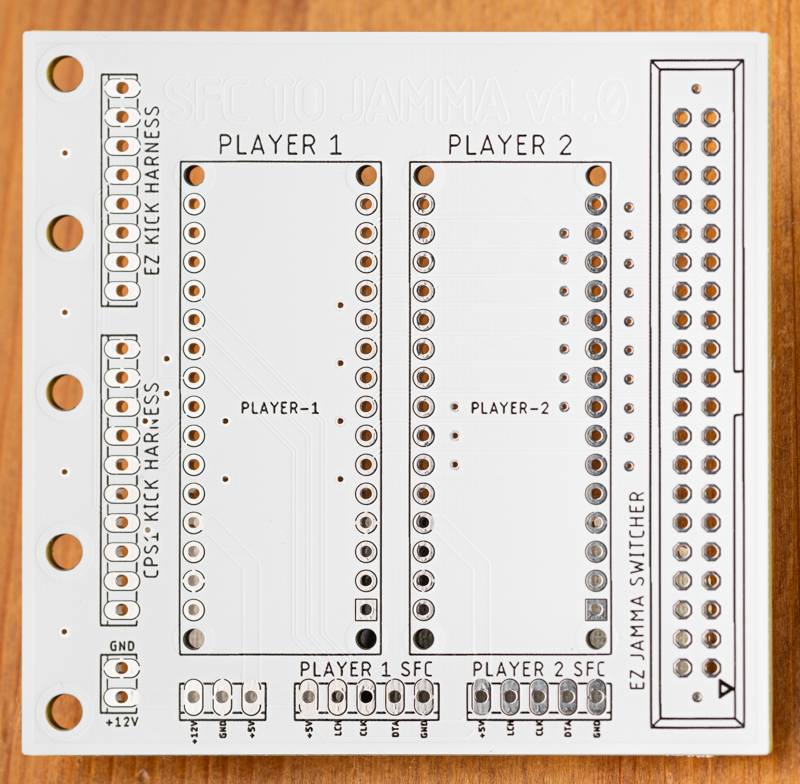 SFC TO JAMMA v1.0
PLAYER 1
PLAYER 2
EZ KICK HARNESS
PLAYER-1
PLAYER-2
CPS1 KICK HARNESS
EZ JAMMA SWITCHER
GND
+12V
PLAYER 1 SFC
PLAYER 2 SFC
+12V
GND
+5V
+5V
LCH
CLK
DTA
GND
+5V
LCH
CLK
DTA
GND